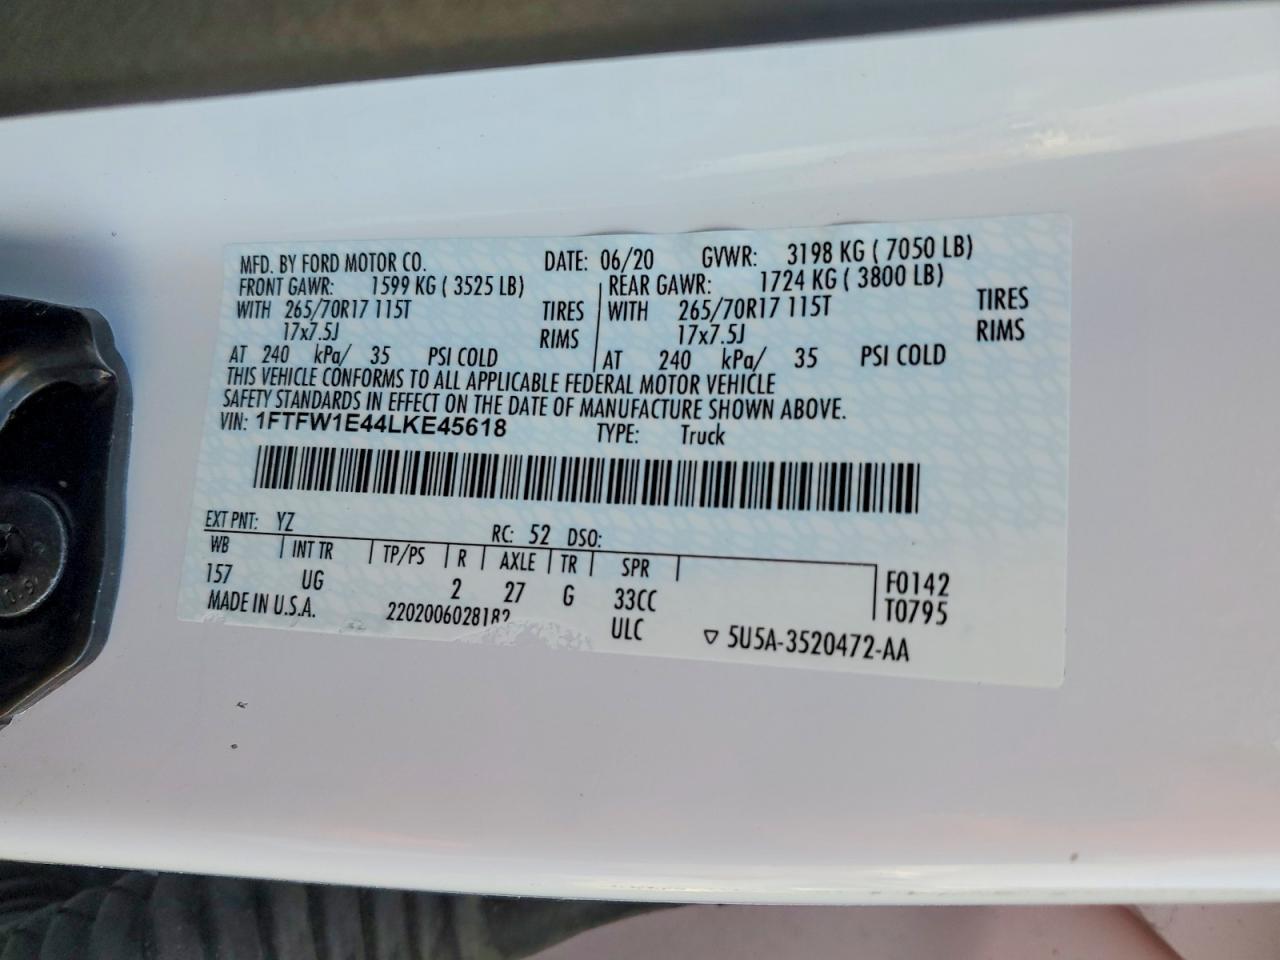 MFD. BY FORD MOTOR CO. DATE: 06/20 GVWR: 3198 KG ( 7050 LB)
FRONT GAWR: 1599 KG ( 3525 LB) REAR GAWR: 1724 KG ( 3800 LB)
WITH 265/70R17 115T TIRES WITH 265/70R17 115T TIRES
17x7.5J RIMS 17x7.5J RIMS
AT 240 kPa/ 35 PSI COLD AT 240 kPa/ 35 PSI COLD
THIS VEHICLE CONFORMS TO ALL APPLICABLE FEDERAL MOTOR VEHICLE
SAFETY STANDARDS IN EFFECT ON THE DATE OF MANUFACTURE SHOWN ABOVE.
VIN: 1FTFW1E44LKE45618 TYPE: Truck
EXT PNT: YZ RC: 52 DSO:
WB INT TR TP/PS R AXLE TR SPR
157 UG 2 27 G 33CC F0142
T0795
MADE IN U.S.A. 2202006028182 ULC 5U5A-3520472-AA